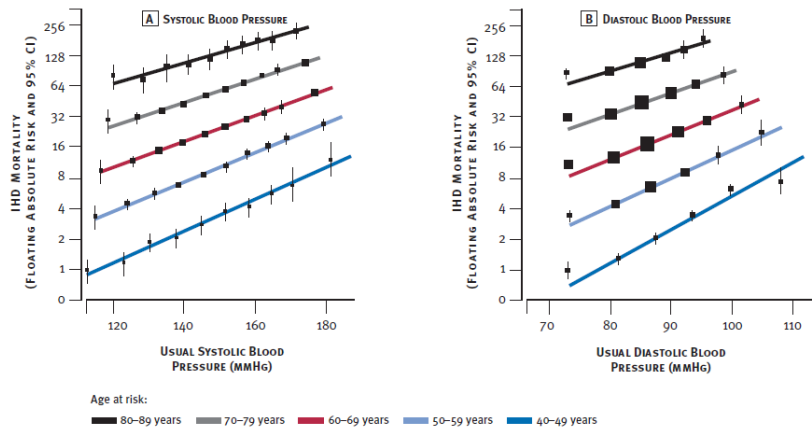 A Systolic Blood Pressure
IHD Mortality
(Floating Absolute Risk and 95% CI)
256
128
64
32
16
8
4
2
1
0
120
140
160
180
Usual Systolic Blood
Pressure (mmHg)
B Diastolic Blood Pressure
IHD Mortality
(Floating Absolute Risk and 95% CI)
256
128
64
32
16
8
4
2
1
0
70
80
90
100
110
Usual Diastolic Blood
Pressure (mmHg)
Age at risk:
80–89 years
70–79 years
60–69 years
50–59 years
40–49 years